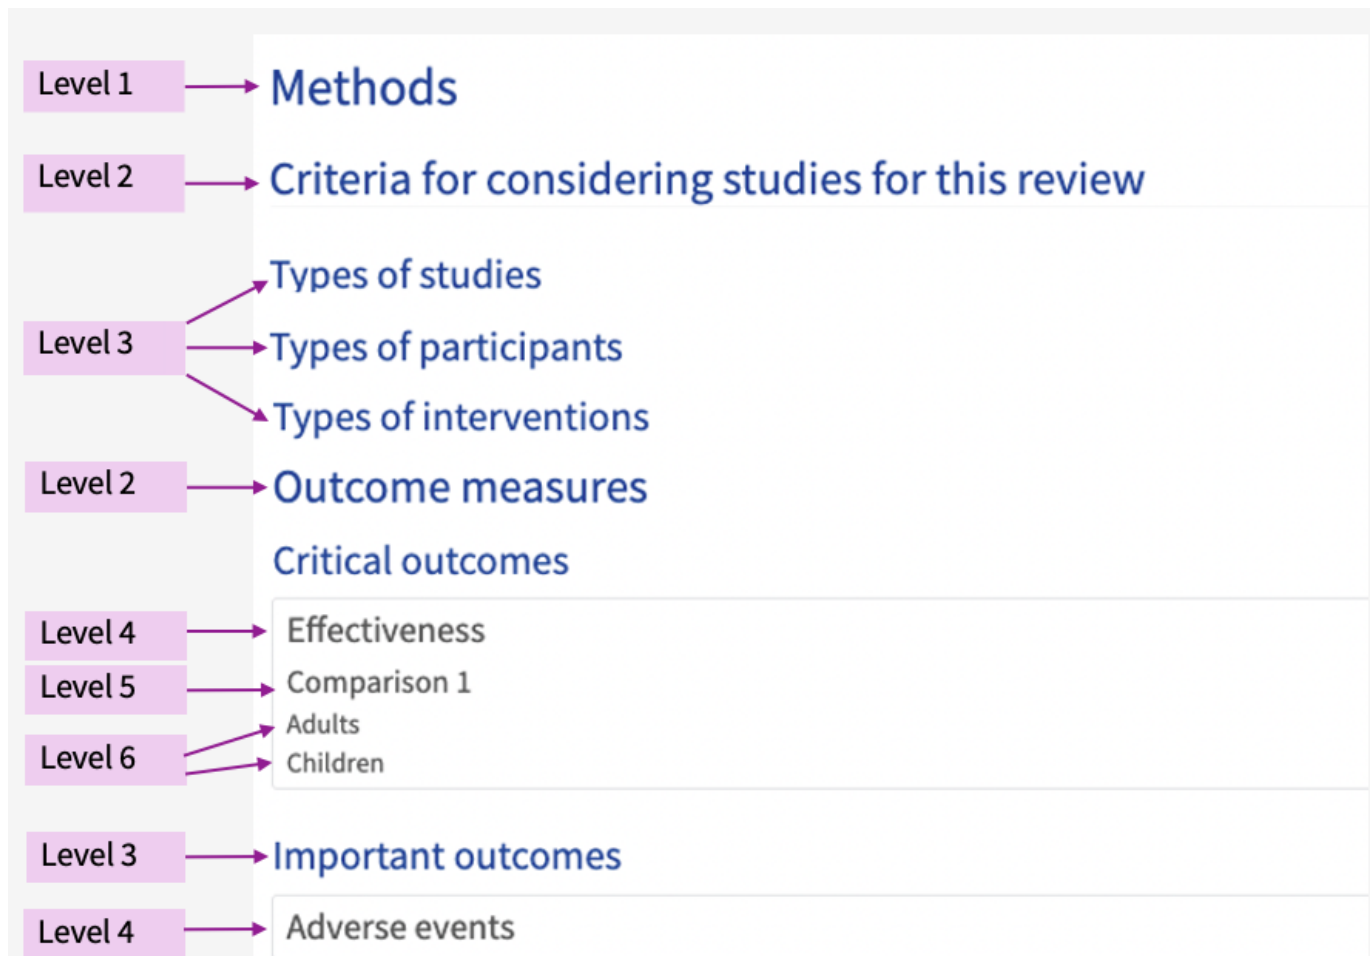 Level 1 Methods
Level 2 Criteria for considering studies for this review
Types of studies
Level 3 Types of participants
Types of interventions
Level 2 Outcome measures
Critical outcomes
Level 4 Effectiveness
Level 5 Comparison 1
Adults
Level 6 Children
Level 3 Important outcomes
Level 4 Adverse events